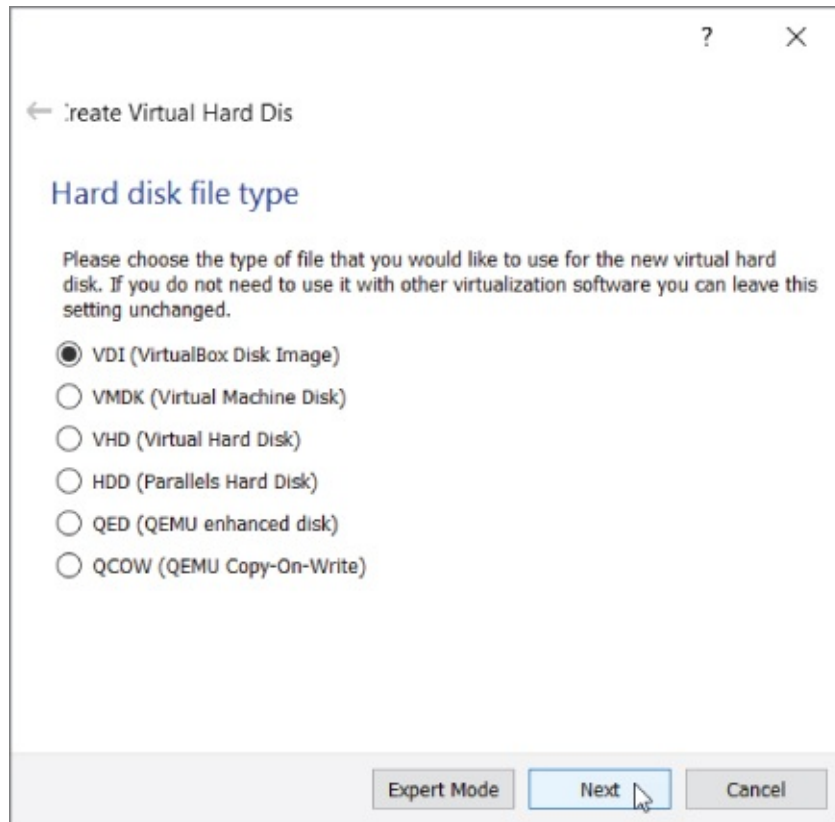 ?
:reate Virtual Hard Dis
Hard disk file type
Please choose the type of file that you would like to use for the new virtual hard
disk. If you do not need to use it with other virtualization software you can leave this
setting unchanged.
VDI (VirtualBox Disk Image)
VMDK (Virtual Machine Disk)
VHD (Virtual Hard Disk)
HDD (Parallels Hard Disk)
QED (QEMU enhanced disk)
QCOW (QEMU Copy-On-Write)
Expert Mode Next Cancel